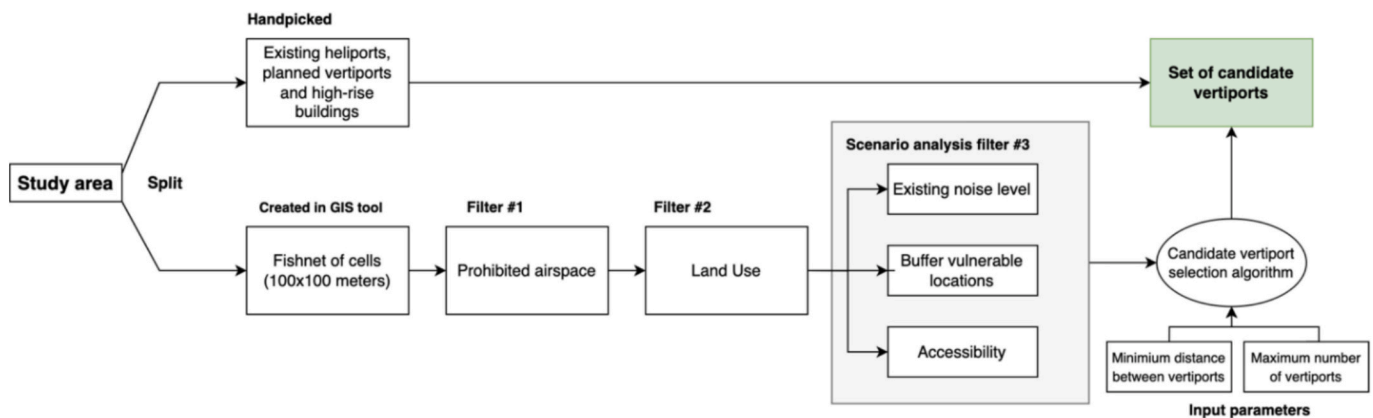 Handpicked
Existing heliports,
planned vertiports
and high-rise
buildings
Set of candidate
vertiports
Study area
Split
Created in GIS tool
Fishnet of cells
(100x100 meters)
Filter #1
Prohibited airspace
Filter #2
Land Use
Scenario analysis filter #3
Existing noise level
Buffer vulnerable
locations
Accessibility
Candidate vertiport
selection algorithm
Minimium distance
between vertiports
Maximum number
of vertiports
Input parameters